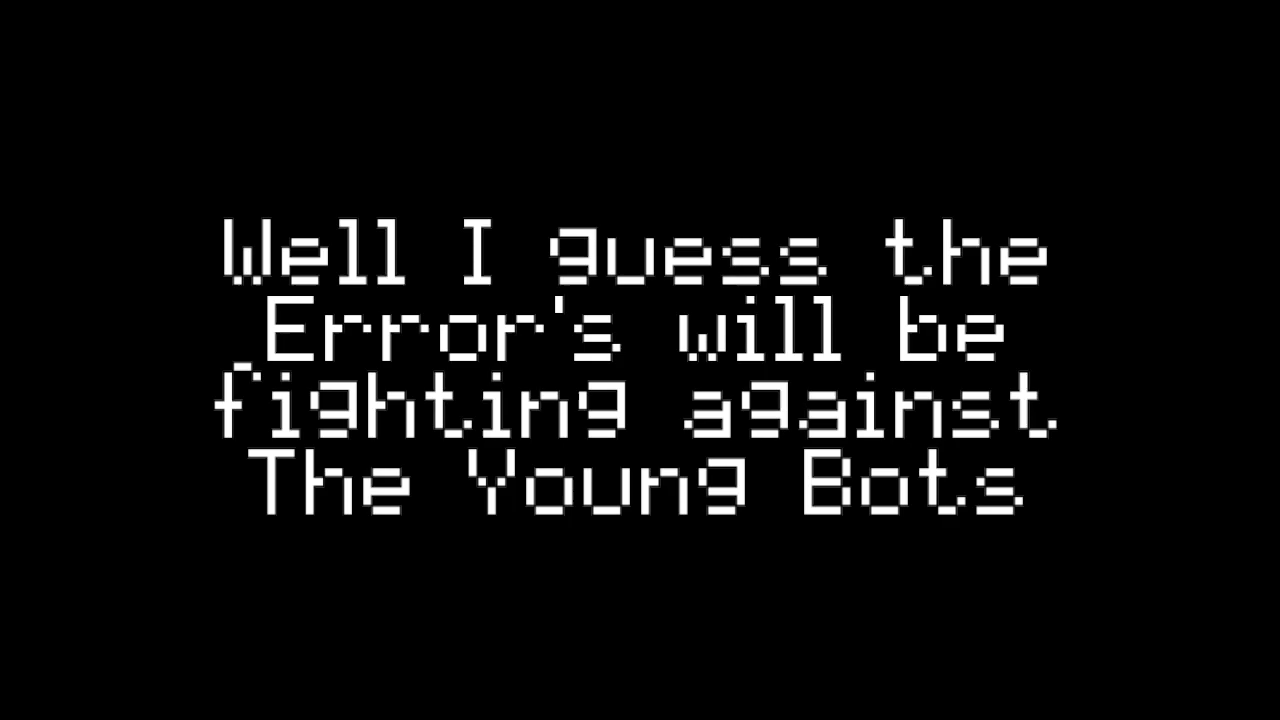 Well I guess the
Error's will be
fighting against
The Young Bots